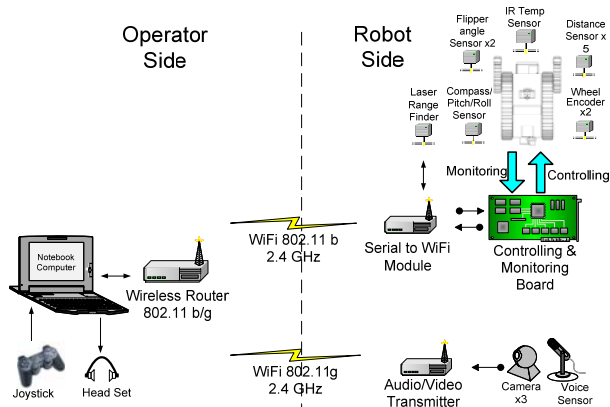 Operator
Side
Robot
Side
Flipper
angle
Sensor x2
IR Temp
Sensor
Distance
Sensor x
5
Laser
Range
Finder
Compass/
Pitch/Roll
Sensor
Wheel
Encoder
x2
Monitoring
Controlling
Notebook
Computer
Wireless Router
802.11 b/g
WiFi 802.11 b
2.4 GHz
Serial to WiFi
Module
Controlling &
Monitoring
Board
Joystick
Head Set
WiFi 802.11g
2.4 GHz
Audio/Video
Transmitter
Camera
x3
Voice
Sensor